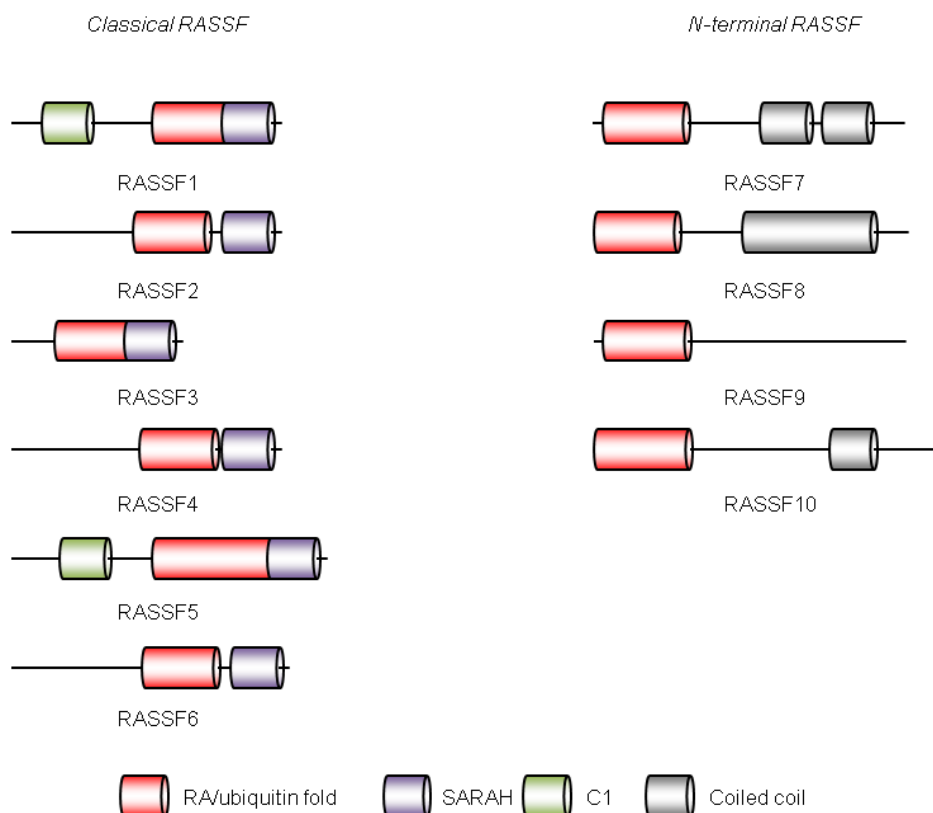 Classical RASSF
N-terminal RASSF
RASSF1
RASSF7
RASSF2
RASSF8
RASSF3
RASSF9
RASSF4
RASSF10
RASSF5
RASSF6
RA/ubiquitin fold
SARAH
C1
Coiled coil